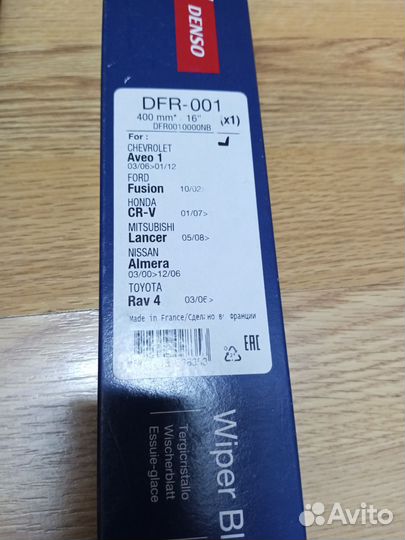 DENSO
DFR-001
400 mm* 16" (x1)
DFR0010000NB
For :
CHEVROLET
Aveo 1
03/06>01/12
FORD
Fusion 10/02>
HONDA
CR-V 01/07>
MITSUBISHI
Lancer 05/08>
NISSAN
Almera
03/00>12/06
TOYOTA
Rav 4 03/06>
Made in France/Сделано во Франции
EAC
Wiper Bl
Tergicristallo
Wischerblatt
Essuie-glace
Avito